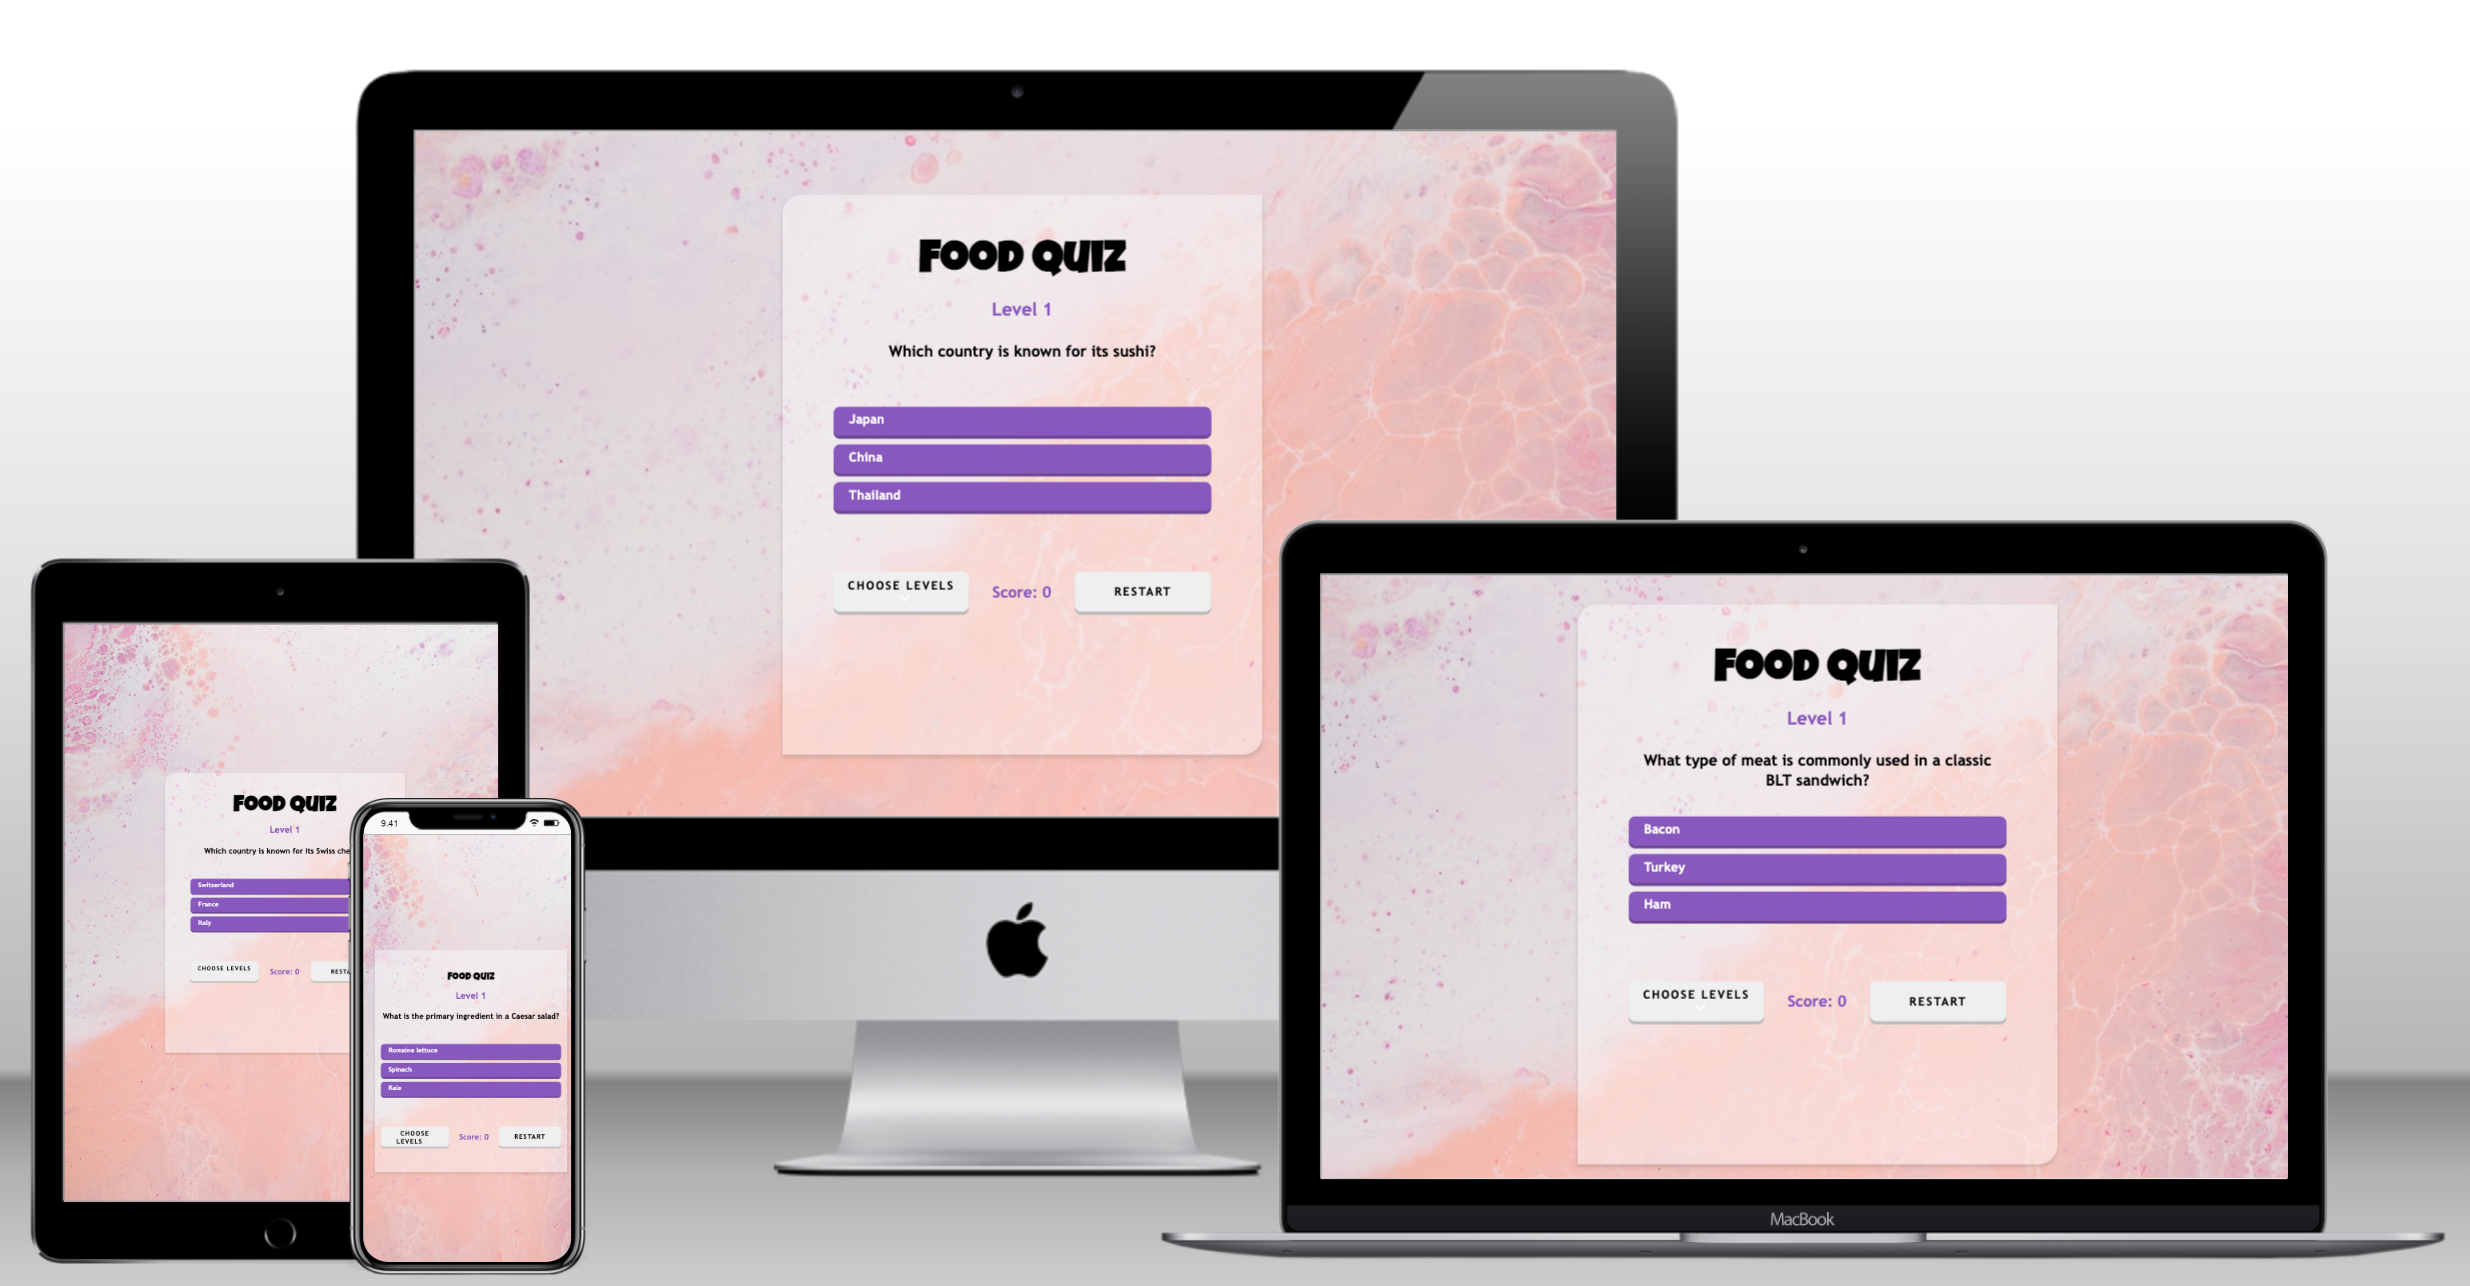 FOOD QUIZ
Level 1
Which country is known for its sushi?
Japan
China
Thailand
CHOOSE LEVELS
Score: 0
RESTART
FOOD QUIZ
Level 1
What type of meat is commonly used in a classic
BLT sandwich?
Bacon
Turkey
Ham
CHOOSE LEVELS
Score: 0
RESTART
MacBook
FOOD QUIZ
Level 1
Which country is known for its Swiss che
Switzerland
France
Italy
CHOOSE LEVELS
Score: 0
RESTA
9.41
FOOD QUIZ
Level 1
What is the primary ingredient in a Caesar salad?
Romaine lettuce
Spinach
Kale
CHOOSE
LEVELS
Score: 0
RESTART